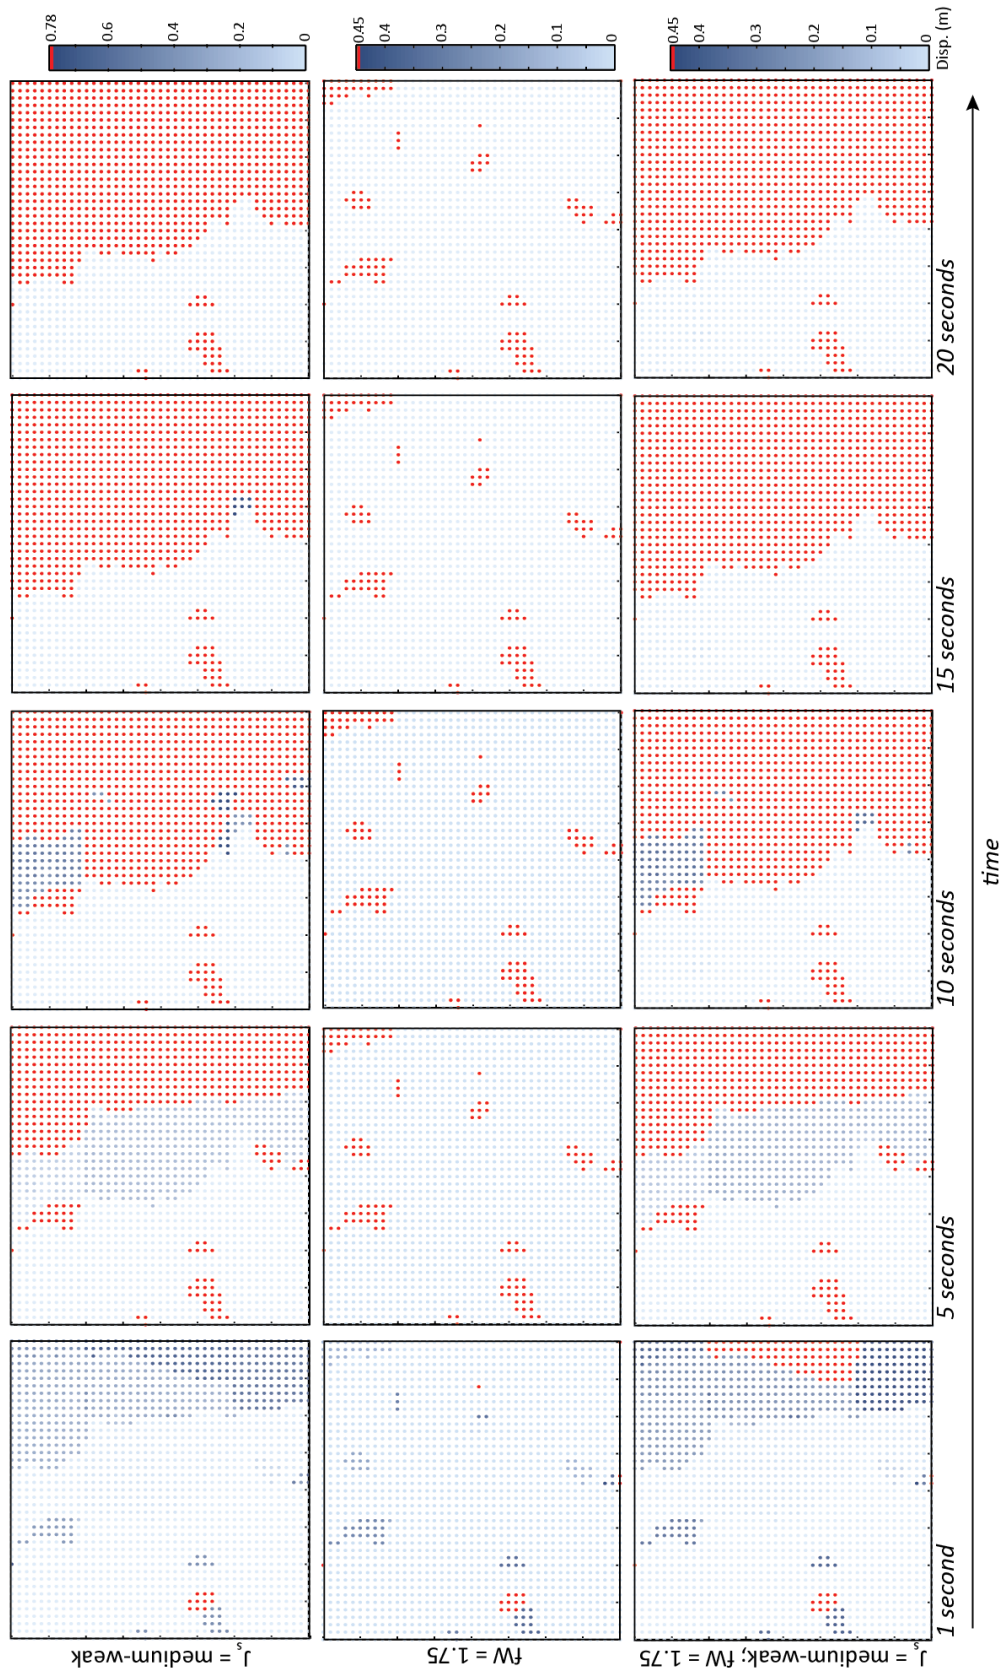 J_s = medium-weak
0.78
0.6
0.4
0.2
0
fW = 1.75
0.45
0.4
0.3
0.2
0.1
0
J_s = medium-weak; fW = 1.75
0.45
0.4
0.3
0.2
0.1
0
Disp. (m)
1 second
5 seconds
10 seconds
15 seconds
20 seconds
time